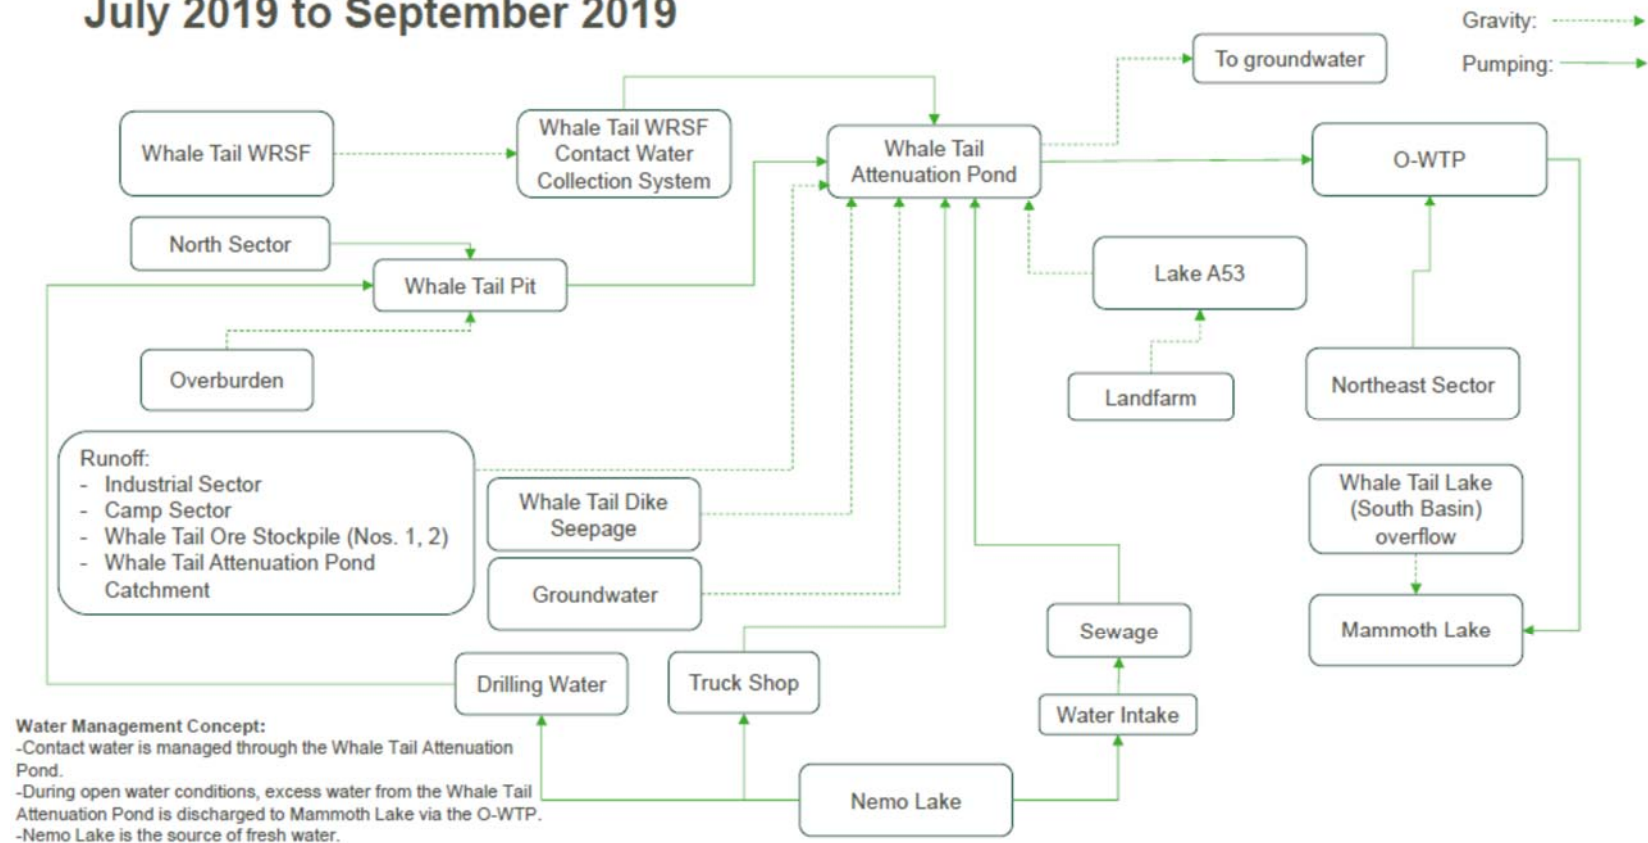 July 2019 to September 2019
Gravity:
Pumping:
To groundwater
Whale Tail WRSF
Whale Tail WRSF
Contact Water
Collection System
Whale Tail
Attenuation Pond
O-WTP
North Sector
Whale Tail Pit
Lake A53
Overburden
Landfarm
Northeast Sector
Runoff:
- Industrial Sector
- Camp Sector
- Whale Tail Ore Stockpile (Nos. 1, 2)
- Whale Tail Attenuation Pond
Catchment
Whale Tail Dike
Seepage
Groundwater
Whale Tail Lake
(South Basin)
overflow
Sewage
Mammoth Lake
Drilling Water
Truck Shop
Water Intake
Nemo Lake
Water Management Concept:
-Contact water is managed through the Whale Tail Attenuation
Pond.
-During open water conditions, excess water from the Whale Tail
Attenuation Pond is discharged to Mammoth Lake via the O-WTP.
-Nemo Lake is the source of fresh water.